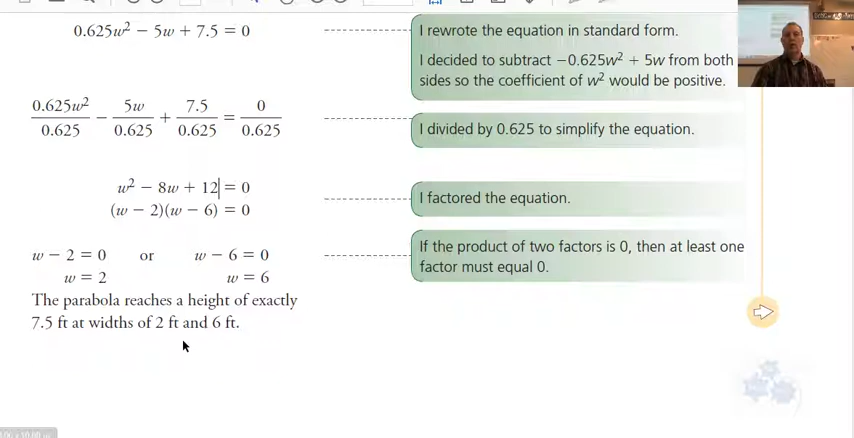 0.625w² − 5w + 7.5 = 0
I rewrote the equation in standard form.
I decided to subtract −0.625w² + 5w from both
sides so the coefficient of w² would be positive.
0.625w²/0.625 − 5w/0.625 + 7.5/0.625 = 0/0.625
I divided by 0.625 to simplify the equation.
w² − 8w + 12 = 0
(w − 2)(w − 6) = 0
I factored the equation.
w − 2 = 0 or w − 6 = 0
w = 2 w = 6
If the product of two factors is 0, then at least one
factor must equal 0.
The parabola reaches a height of exactly
7.5 ft at widths of 2 ft and 6 ft.